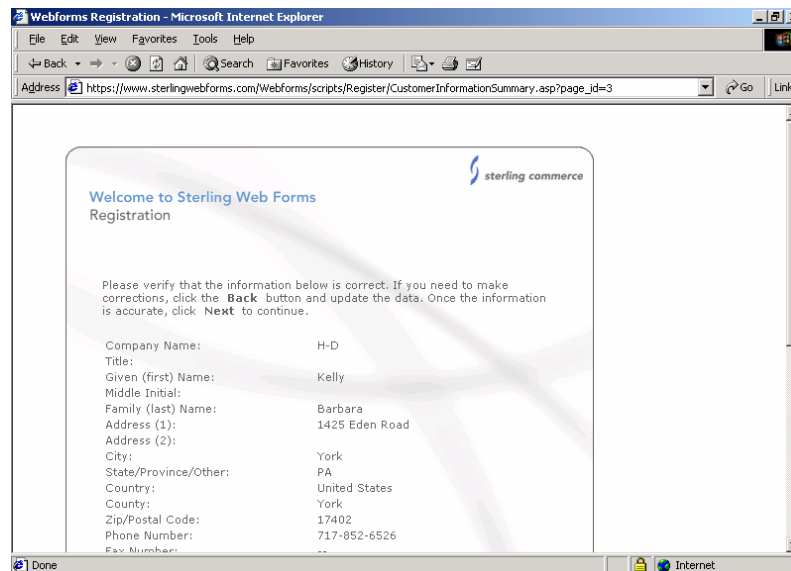 Webforms Registration - Microsoft Internet Explorer
File Edit View Favorites Tools Help
Back Search Favorites History
Address https://www.sterlingwebforms.com/Webforms/scripts/Register/CustomerInformationSummary.asp?page_id=3 Go Link
sterling commerce
Welcome to Sterling Web Forms
Registration
Please verify that the information below is correct. If you need to make
corrections, click the Back button and update the data. Once the information
is accurate, click Next to continue.
Company Name: H-D
Title:
Given (first) Name: Kelly
Middle Initial:
Family (last) Name: Barbara
Address (1): 1425 Eden Road
Address (2):
City: York
State/Province/Other: PA
Country: United States
County: York
Zip/Postal Code: 17402
Phone Number: 717-852-6526
Fax Number: --
Done Internet